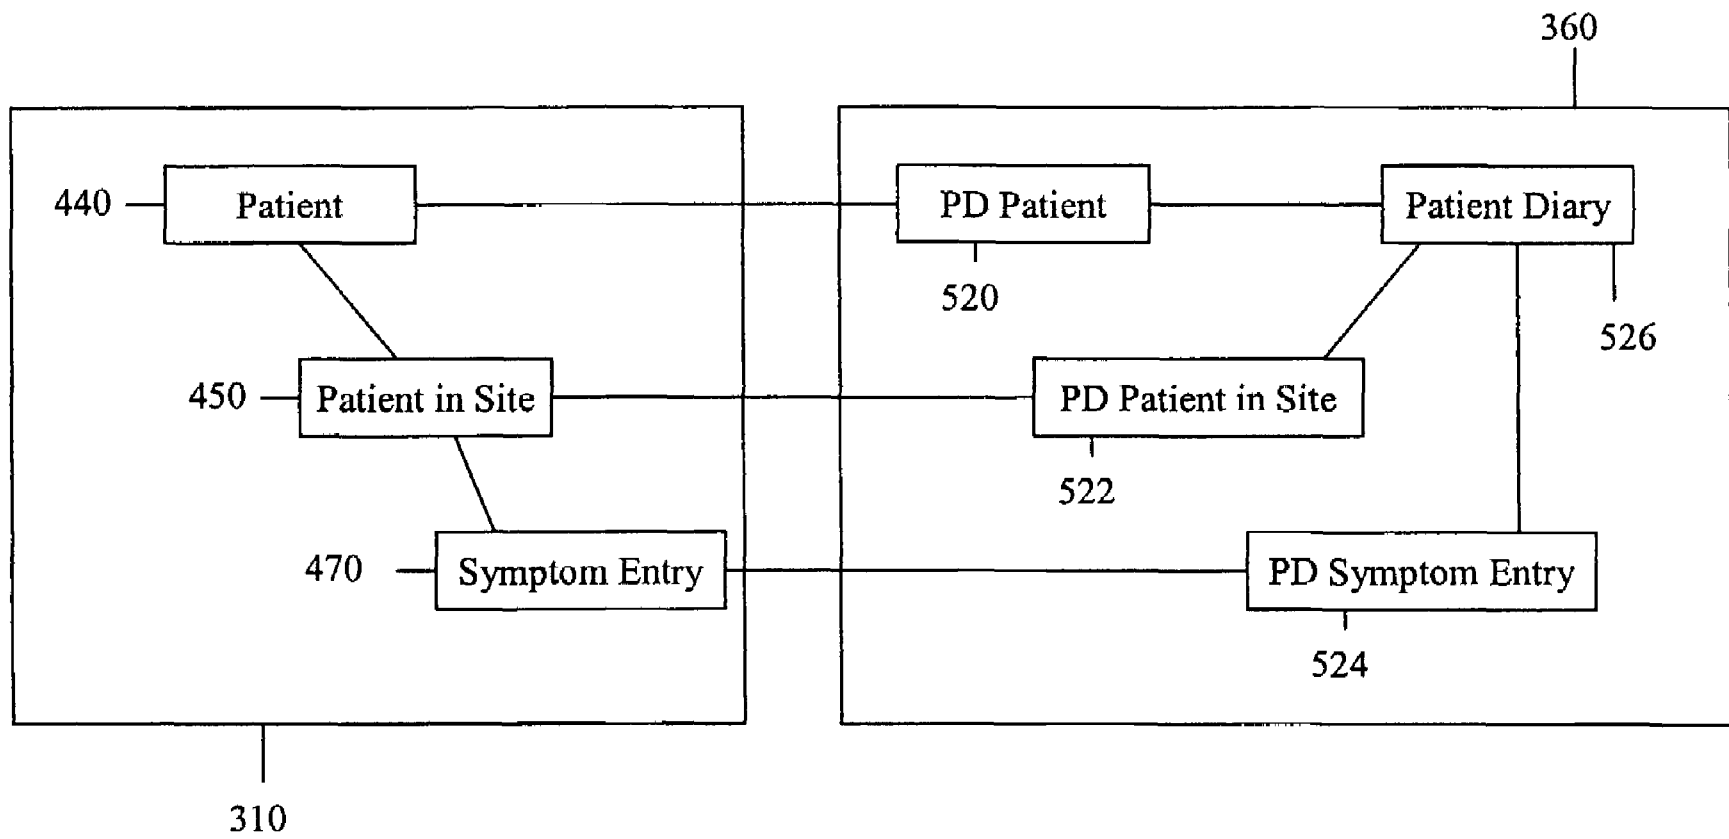 360
440
Patient
PD Patient
Patient Diary
520
526
450
Patient in Site
PD Patient in Site
522
470
Symptom Entry
PD Symptom Entry
524
310